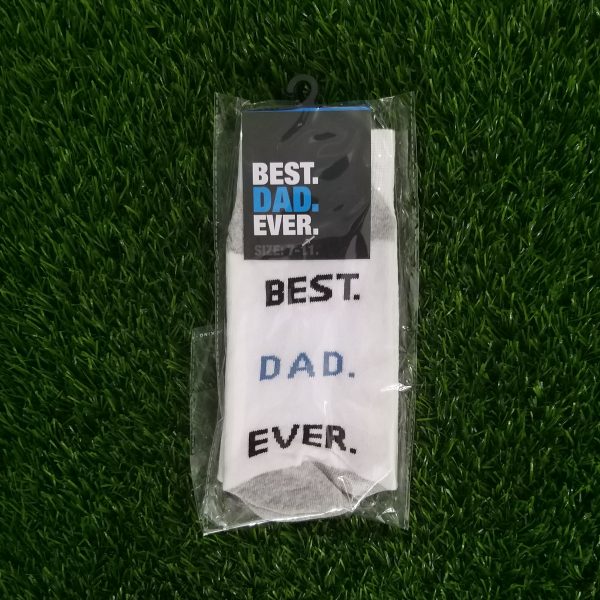 BEST.
DAD.
EVER.
SIZE: 7-11.
BEST.
DAD.
EVER.